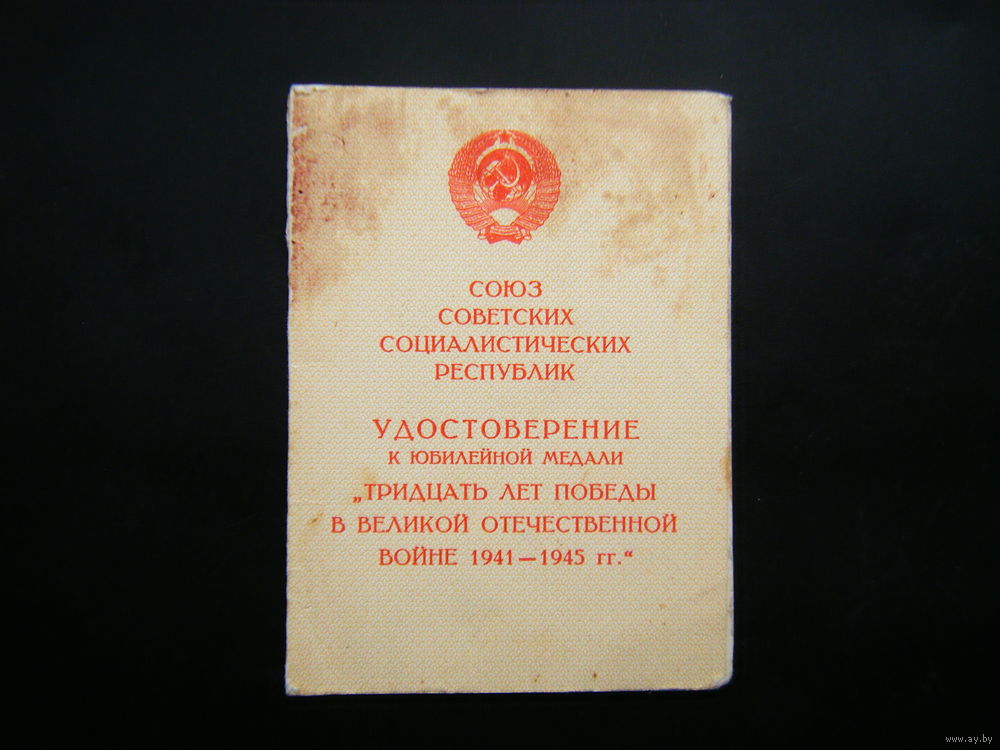 СОЮЗ
СОВЕТСКИХ
СОЦИАЛИСТИЧЕСКИХ
РЕСПУБЛИК
УДОСТОВЕРЕНИЕ
К ЮБИЛЕЙНОЙ МЕДАЛИ
„ТРИДЦАТЬ ЛЕТ ПОБЕДЫ
В ВЕЛИКОЙ ОТЕЧЕСТВЕННОЙ
ВОЙНЕ 1941—1945 гг.“
www.ay.by